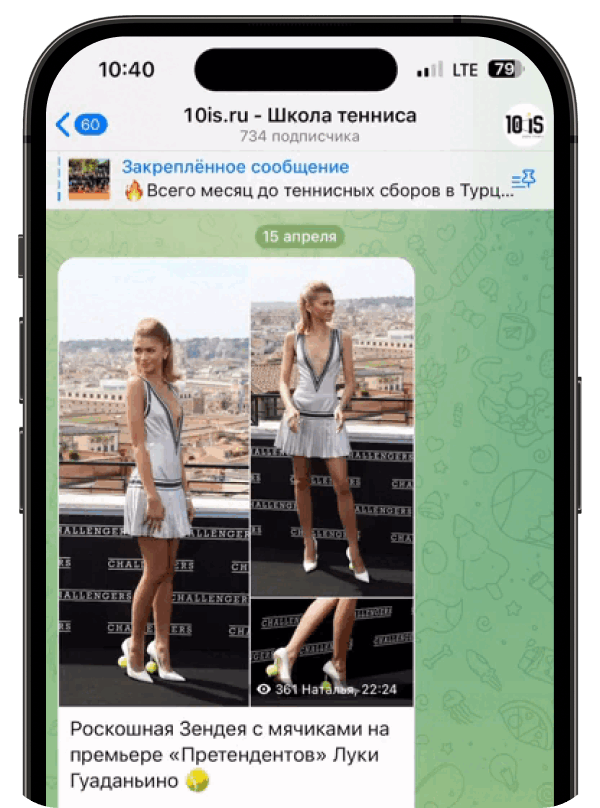 10:40
LTE 79
60
10is.ru - Школа тенниса
734 подписчика
10iS
Закреплённое сообщение
🔥Всего месяц до теннисных сборов в Турц...
15 апреля
CHALLENGERS
CHALLENGERS
CHALLENGERS
361 Наталья, 22:24
Роскошная Зендея с мячиками на
премьере «Претендентов» Луки
Гуаданьино 🎾